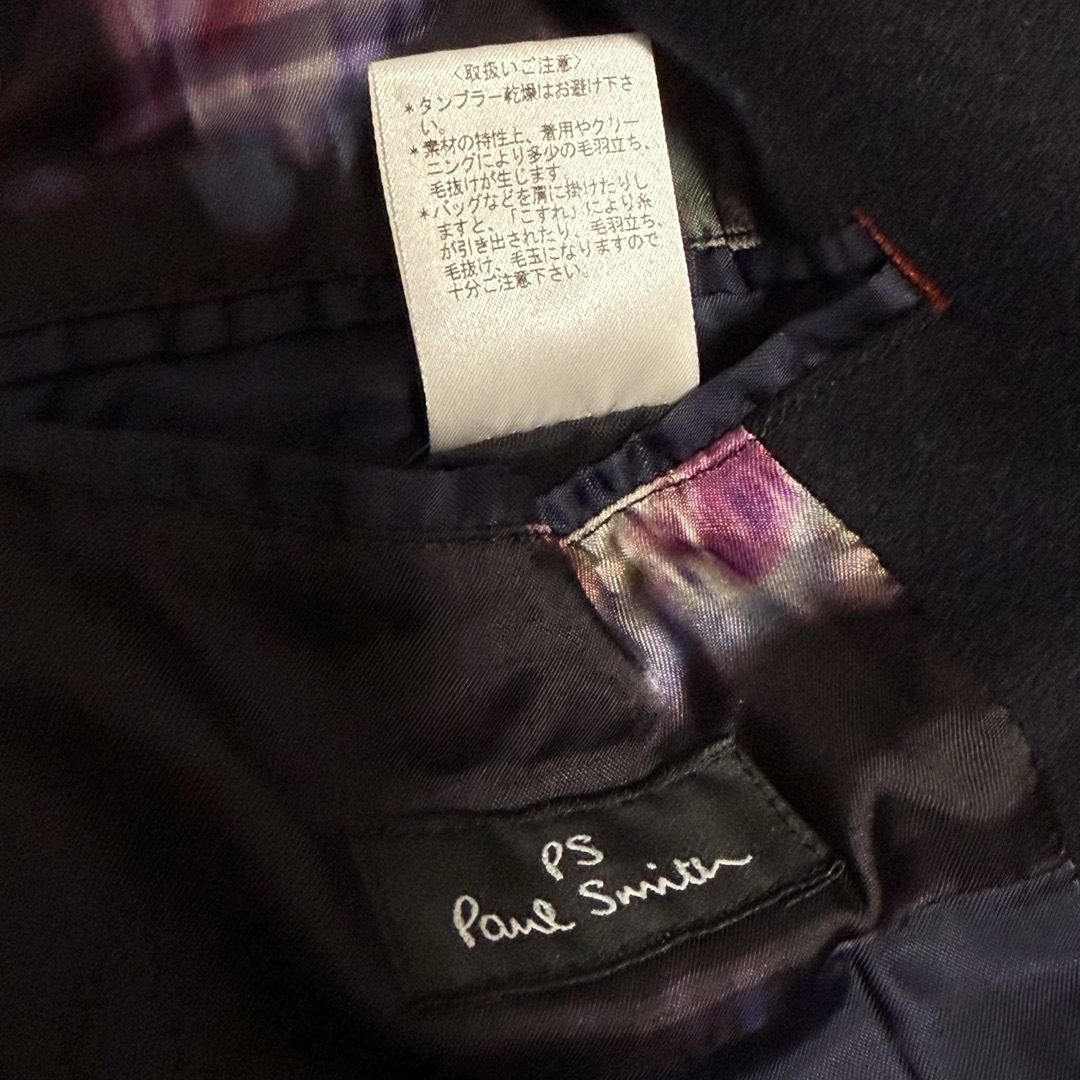 〈取扱いご注意〉
*タンブラー乾燥はお避け下さ
い。
*素材の特性上、着用やクリー
ニングにより多少の毛羽立ち、
毛抜けが生じます。
*バッグなどを肩に掛けたりし
ますと、「こすれ」により糸
が引き出されたり、毛羽立ち
毛抜け、毛玉になりますので
十分ご注意下さい。
PS
Paul Smith